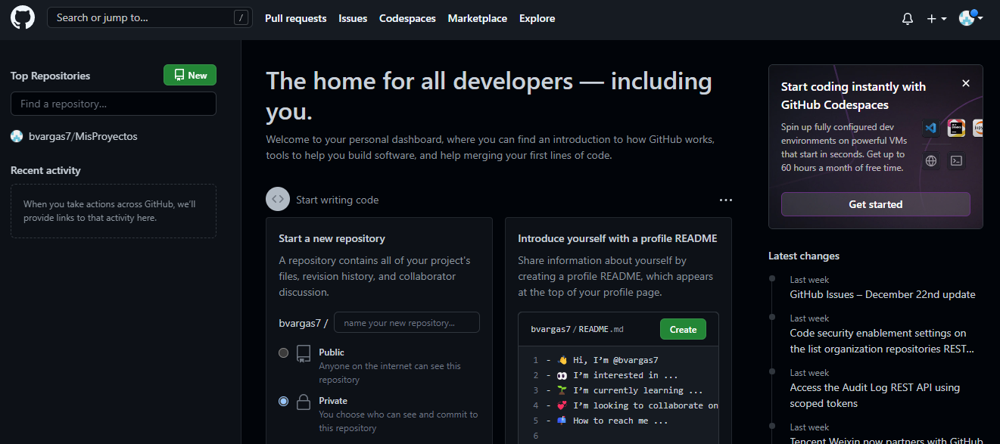 Search or jump to...
/
Pull requests
Issues
Codespaces
Marketplace
Explore
Top Repositories
New
Find a repository...
bvargas7/MisProyectos
Recent activity
When you take actions across GitHub, we'll
provide links to that activity here.
The home for all developers — including
you.
Welcome to your personal dashboard, where you can find an introduction to how GitHub works,
tools to help you build software, and help merging your first lines of code.
Start writing code
Start a new repository
A repository contains all of your project's
files, revision history, and collaborator
discussion.
bvargas7 /
name your new repository...
Public
Anyone on the internet can see this
repository
Private
You choose who can see and commit to
this repository
Introduce yourself with a profile README
Share information about yourself by
creating a profile README, which appears
at the top of your profile page.
bvargas7/README.md
Create
1 - 👋 Hi, I'm @bvargas7
2 - 👀 I'm interested in ...
3 - 🌱 I'm currently learning ...
4 - 💞️ I'm looking to collaborate on
5 - 📫 How to reach me ...
6
Start coding instantly with
GitHub Codespaces
Spin up fully configured dev
environments on powerful VMs
that start in seconds. Get up to
60 hours a month of free time.
Get started
Latest changes
Last week
GitHub Issues – December 22nd update
Last week
Code security enablement settings on
the list organization repositories REST...
Last week
Access the Audit Log REST API using
scoped tokens
Last week
Tencent Weixin now partners with GitHub